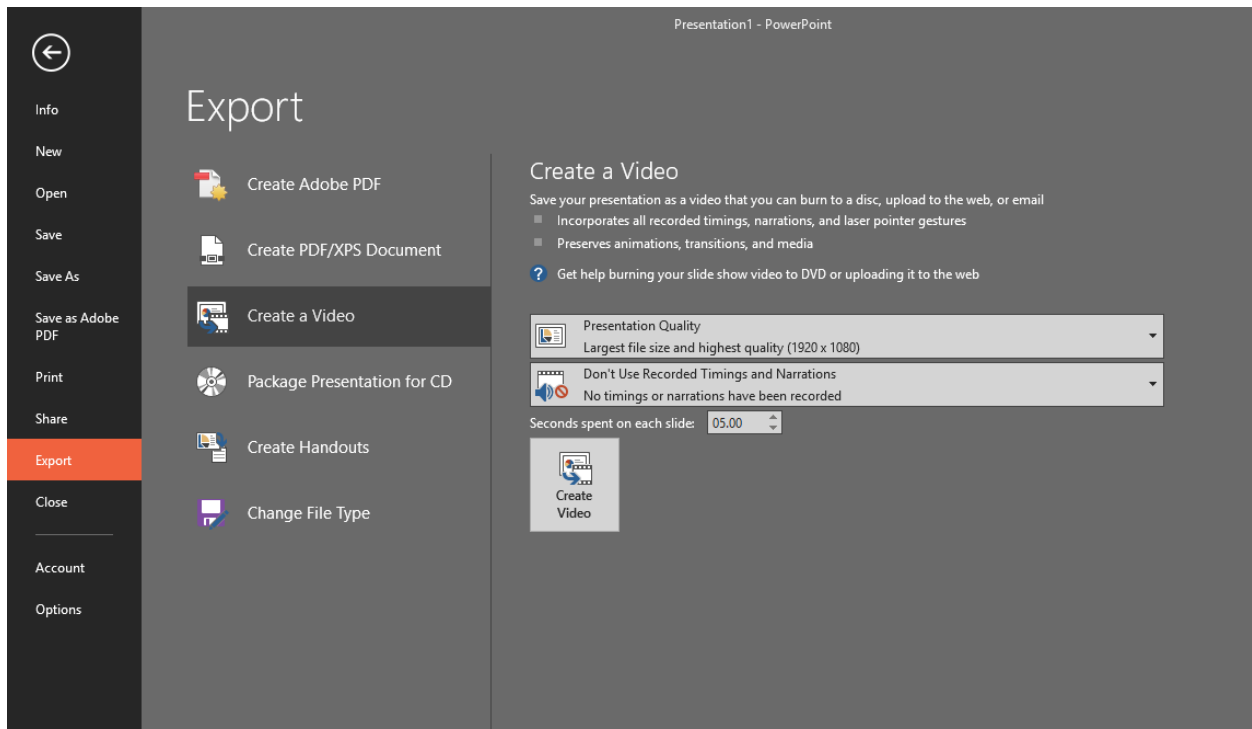 Presentation1 - PowerPoint
Info
New
Open
Save
Save As
Save as Adobe
PDF
Print
Share
Export
Close
Account
Options
Export
Create Adobe PDF
Create PDF/XPS Document
Create a Video
Package Presentation for CD
Create Handouts
Change File Type
Create a Video
Save your presentation as a video that you can burn to a disc, upload to the web, or email
Incorporates all recorded timings, narrations, and laser pointer gestures
Preserves animations, transitions, and media
? Get help burning your slide show video to DVD or uploading it to the web
Presentation Quality
Largest file size and highest quality (1920 x 1080)
Don't Use Recorded Timings and Narrations
No timings or narrations have been recorded
Seconds spent on each slide: 05.00
Create
Video